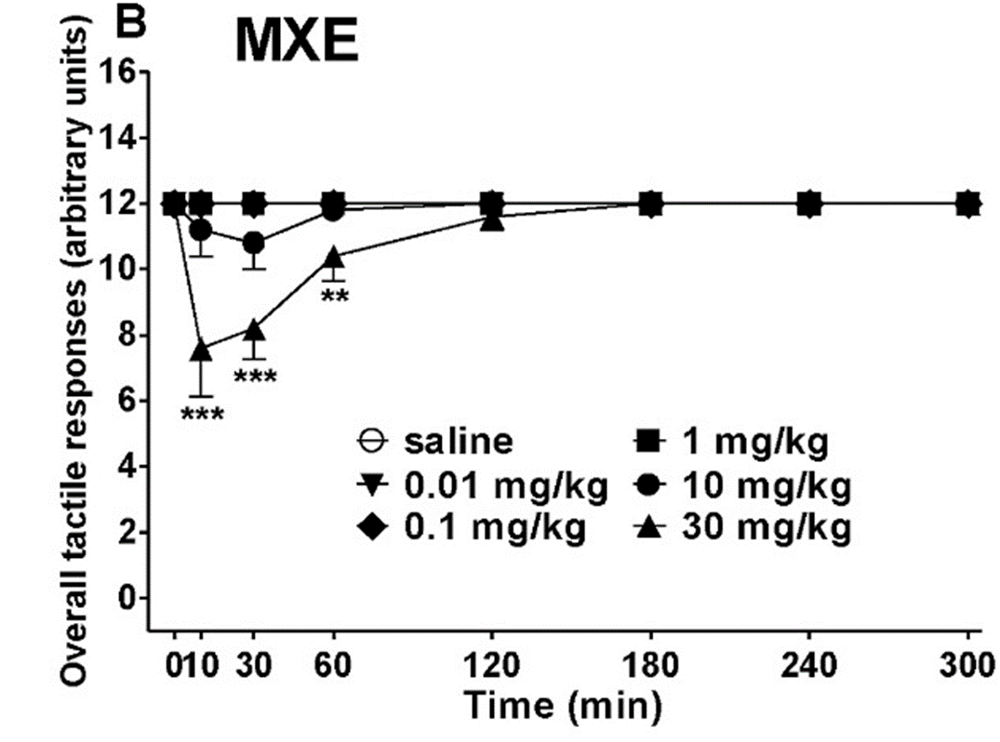 B
MXE
Overall tactile responses (arbitrary units)
16
14
12
10
8
6
4
2
0
***
***
**
saline
0.01 mg/kg
0.1 mg/kg
1 mg/kg
10 mg/kg
30 mg/kg
0 10 30 60 120 180 240 300
Time (min)